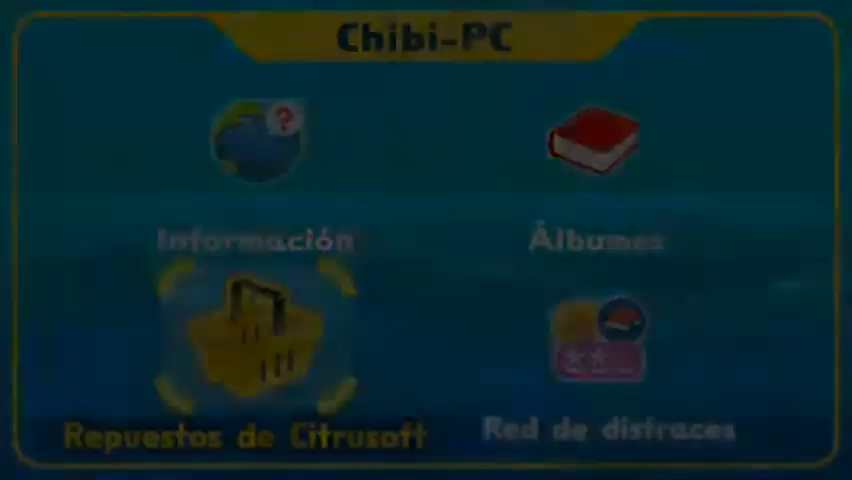 Chibi-PC
?
Información
Álbumes
Repuestos de Citrusoft
Red de disfraces